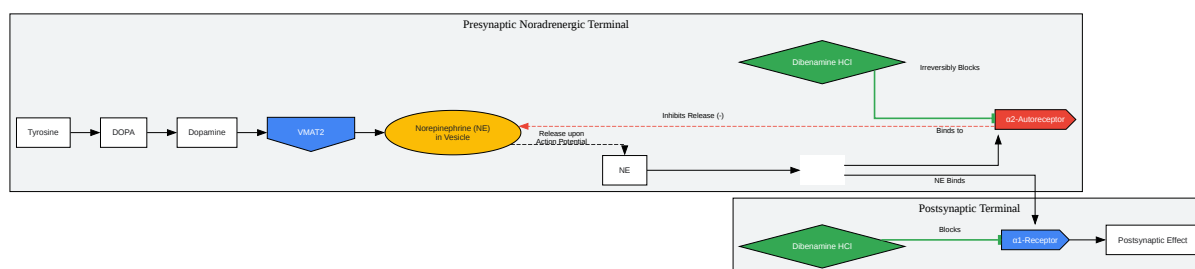 Presynaptic Noradrenergic Terminal
Dibenamine HCl
Irreversibly Blocks
Tyrosine
DOPA
Dopamine
VMAT2
Norepinephrine (NE)
in Vesicle
Inhibits Release (-)
α2-Autoreceptor
Release upon
Action Potential
Binds to
NE
NE Binds
Postsynaptic Terminal
Dibenamine HCl
Blocks
α1-Receptor
Postsynaptic Effect